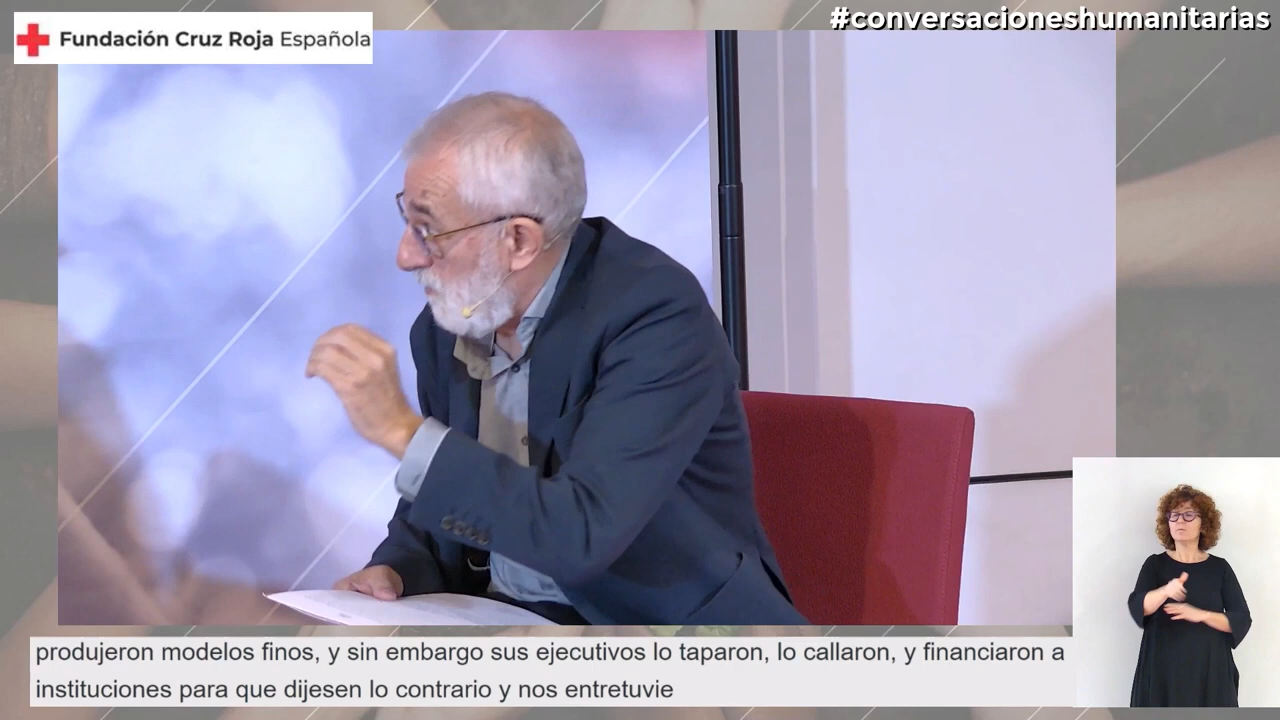 Fundación Cruz Roja Española
#conversacioneshumanitarias
produjeron modelos finos, y sin embargo sus ejecutivos lo taparon, lo callaron, y financiaron a
instituciones para que dijesen lo contrario y nos entretuvie